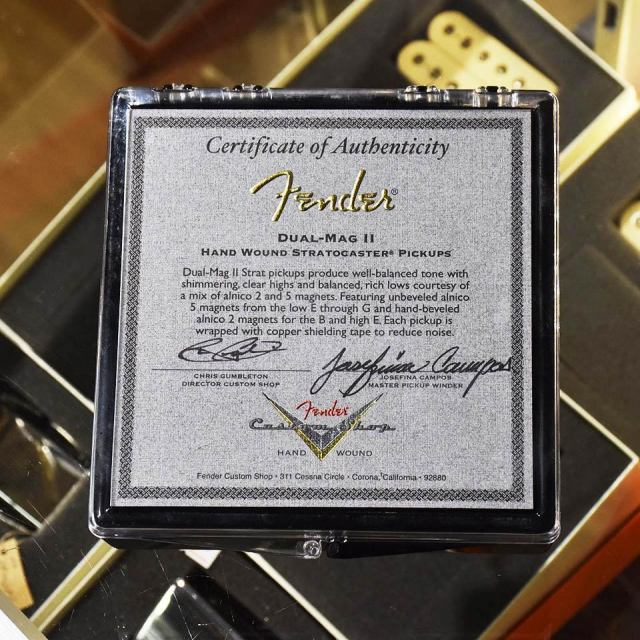 Certificate of Authenticity
Fender®
DUAL-MAG II
HAND WOUND STRATOCASTER® PICKUPS
Dual-Mag II Strat pickups produce well-balanced tone with
shimmering, clear highs and balanced, rich lows courtesy of
a mix of alnico 2 and 5 magnets. Featuring unbeveled alnico
5 magnets from the low E through G and hand-beveled
alnico 2 magnets for the B and high E. Each pickup is
wrapped with copper shielding tape to reduce noise.
Josefina Campos
CHRIS GUMBLETON
DIRECTOR CUSTOM SHOP
JOSEFINA CAMPOS
MASTER PICKUP WINDER
Fender
Custom Shop
HAND WOUND
Fender Custom Shop • 311 Cessna Circle • Corona, California • 92880